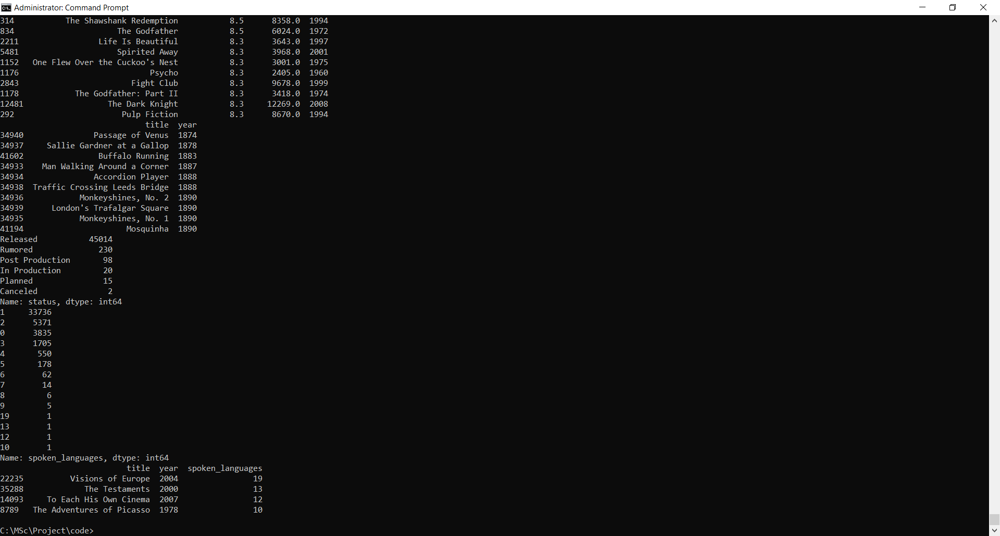 Administrator: Command Prompt
314           The Shawshank Redemption           8.5      8358.0  1994
834                      The Godfather           8.5      6024.0  1972
2211                 Life Is Beautiful           8.3      3643.0  1997
5481                     Spirited Away           8.3      3968.0  2001
1152   One Flew Over the Cuckoo's Nest           8.3      3001.0  1975
1176                            Psycho           8.3      2405.0  1960
2843                        Fight Club           8.3      9678.0  1999
1178            The Godfather: Part II           8.3      3418.0  1974
12481                  The Dark Knight           8.3     12269.0  2008
292                       Pulp Fiction           8.3      8670.0  1994
                               title  year
34940               Passage of Venus  1874
34937     Sallie Gardner at a Gallop  1878
41602                Buffalo Running  1883
34933    Man Walking Around a Corner  1887
34934               Accordion Player  1888
34938  Traffic Crossing Leeds Bridge  1888
34936            Monkeyshines, No. 2  1890
34939      London's Trafalgar Square  1890
34935            Monkeyshines, No. 1  1890
41194                      Mosquinha  1890
Released           45014
Rumored              230
Post Production       98
In Production         20
Planned               15
Canceled               2
Name: status, dtype: int64
1     33736
2      5371
0      3835
3      1705
4       550
5       178
6        62
7        14
8         6
9         5
19        1
13        1
12        1
10        1
Name: spoken_languages, dtype: int64
                           title  year  spoken_languages
22235          Visions of Europe  2004                19
35288             The Testaments  2000                13
14093     To Each His Own Cinema  2007                12
8789   The Adventures of Picasso  1978                10
C:\MSc\Project\code>